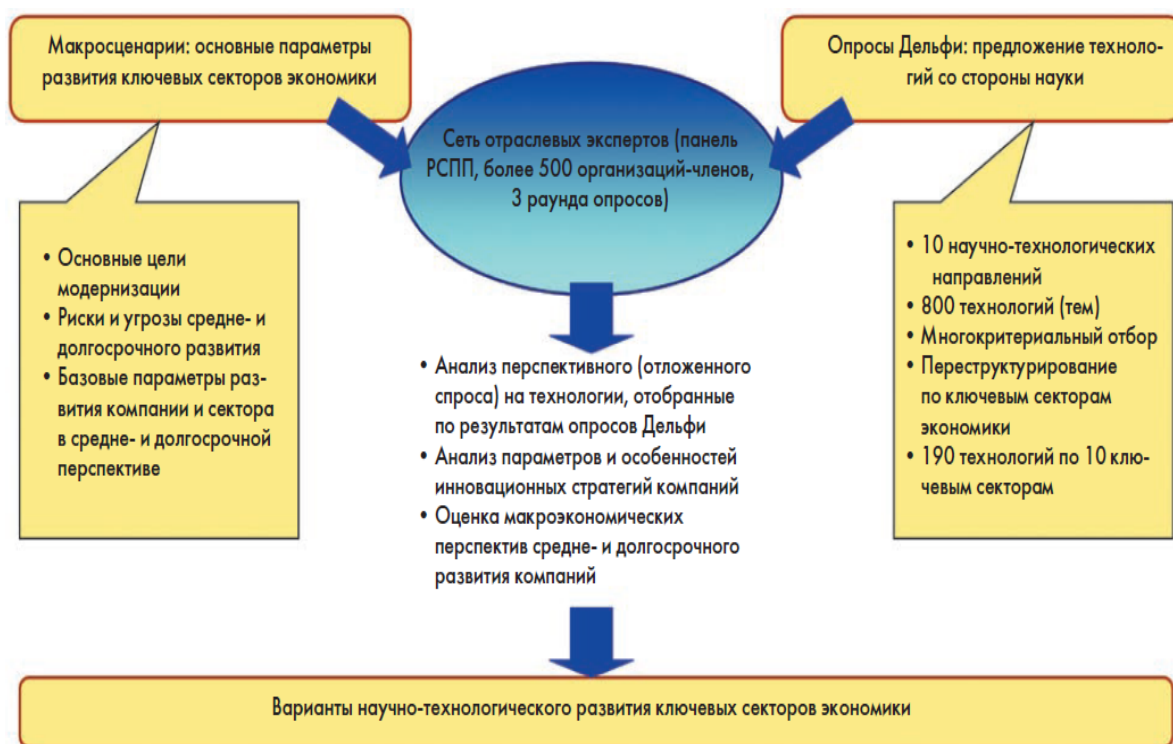 Макросценарии: основные параметры
развития ключевых секторов экономики
Опросы Дельфи: предложение техноло-
гий со стороны науки
Сеть отраслевых экспертов (панель
РСПП, более 500 организаций-членов,
3 раунда опросов)
• Основные цели
модернизации
• Риски и угрозы средне- и
долгосрочного развития
• Базовые параметры раз-
вития компании и сектора
в средне- и долгосрочной
перспективе
• Анализ перспективного (отложенного
спроса) на технологии, отобранные
по результатам опросов Дельфи
• Анализ параметров и особенностей
инновационных стратегий компаний
• Оценка макроэкономических
перспектив средне- и долгосрочного
развития компаний
• 10 научно-технологических
направлений
• 800 технологий (тем)
• Многокритериальный отбор
• Переструктурирование
по ключевым секторам
экономики
• 190 технологий по 10 клю-
чевым секторам
Варианты научно-технологического развития ключевых секторов экономики